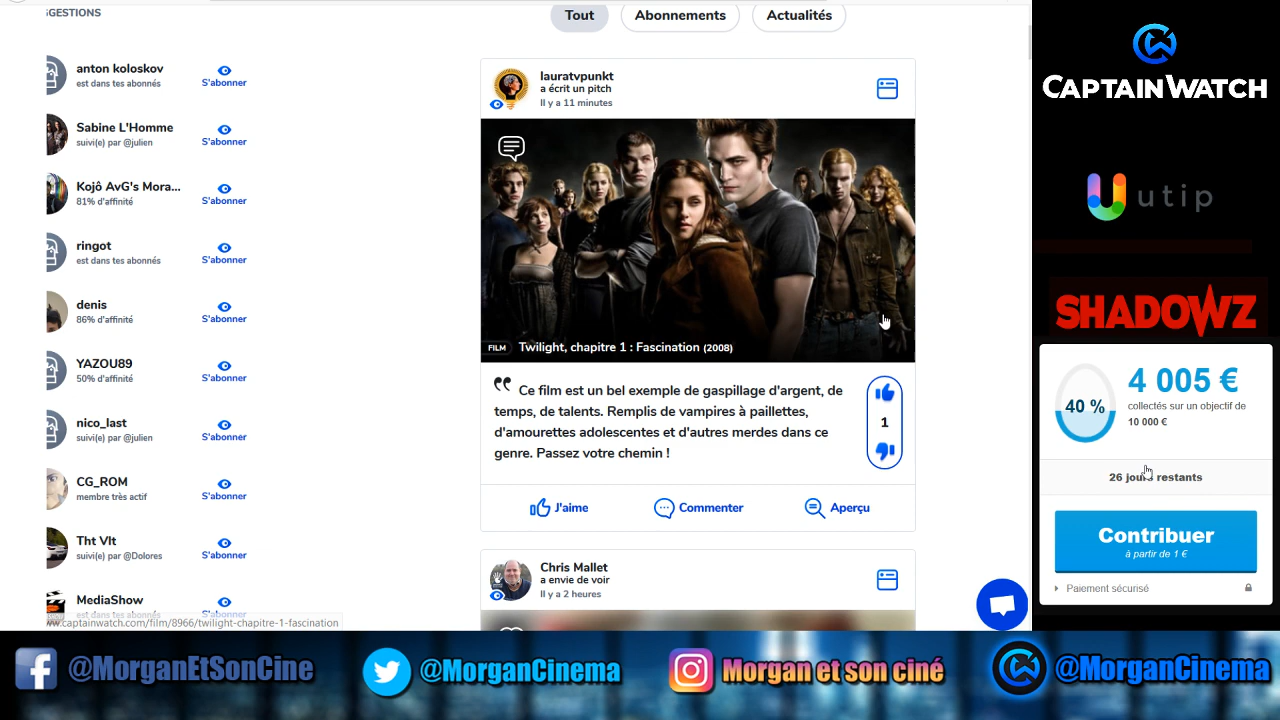 GGESTIONS
anton koloskov
est dans tes abonnés
S'abonner
Sabine L'Homme
suivi(e) par @julien
S'abonner
Kojô AvG's Mora...
81% d'affinité
S'abonner
ringot
est dans tes abonnés
S'abonner
denis
86% d'affinité
S'abonner
YAZOU89
50% d'affinité
S'abonner
nico_last
suivi(e) par @julien
S'abonner
CG_ROM
membre très actif
S'abonner
Tht Vlt
suivi(e) par @Dolores
S'abonner
MediaShow
est dans tes abonnés
S'abonner
w.captainwatch.com/film/8966/twilight-chapitre-1-fascination
Tout
Abonnements
Actualités
lauratvpunkt
a écrit un pitch
Il y a 11 minutes
FILM Twilight, chapitre 1 : Fascination (2008)
Ce film est un bel exemple de gaspillage d'argent, de
temps, de talents. Remplis de vampires à paillettes,
d'amourettes adolescentes et d'autres merdes dans ce
genre. Passez votre chemin !
1
J'aime
Commenter
Aperçu
Chris Mallet
a envie de voir
Il y a 2 heures
CAPTAINWATCH
utip
SHADOWZ
40 %
4 005 €
collectés sur un objectif de
10 000 €
26 jours restants
Contribuer
à partir de 1 €
Paiement sécurisé
@MorganEtSonCine
@MorganCinema
Morgan et son ciné
@MorganCinema